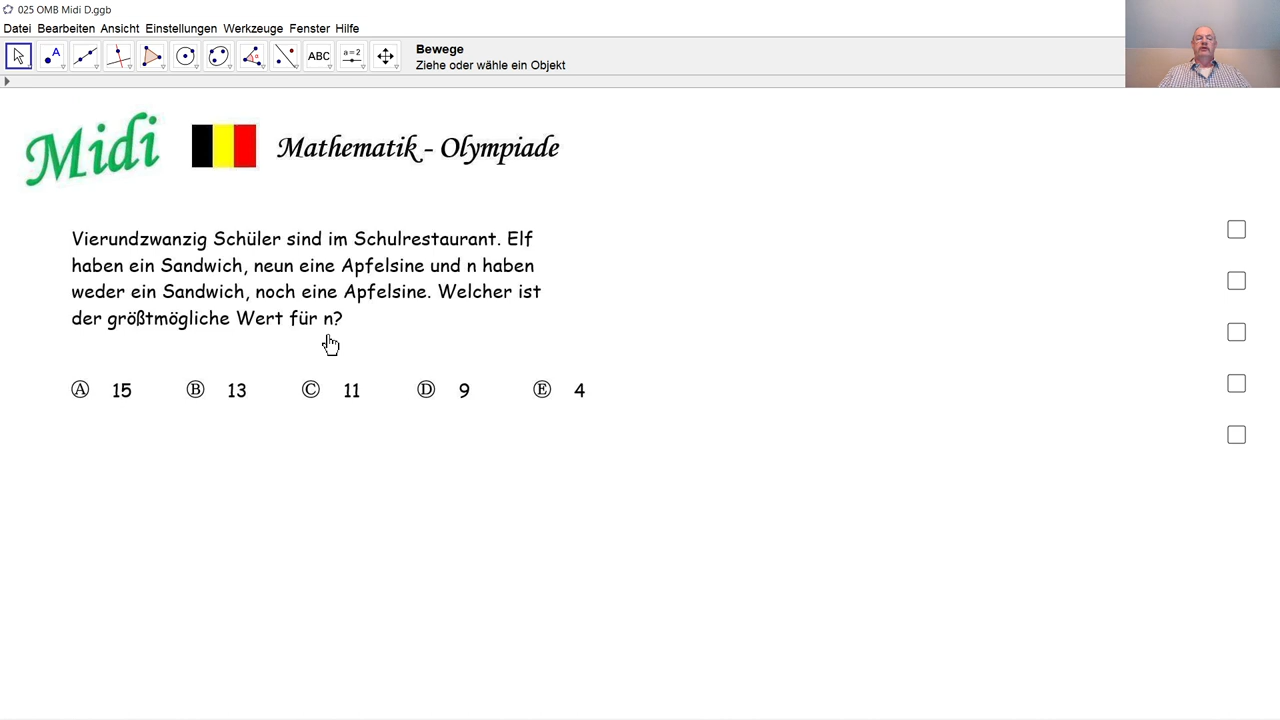 025 OMB Midi D.ggb
Datei Bearbeiten Ansicht Einstellungen Werkzeuge Fenster Hilfe
A
ABC
a=2
Bewege
Ziehe oder wähle ein Objekt
Midi
Mathematik - Olympiade
Vierundzwanzig Schüler sind im Schulrestaurant. Elf
haben ein Sandwich, neun eine Apfelsine und n haben
weder ein Sandwich, noch eine Apfelsine. Welcher ist
der größtmögliche Wert für n?
Ⓐ 15 Ⓑ 13 Ⓒ 11 Ⓓ 9 Ⓔ 4